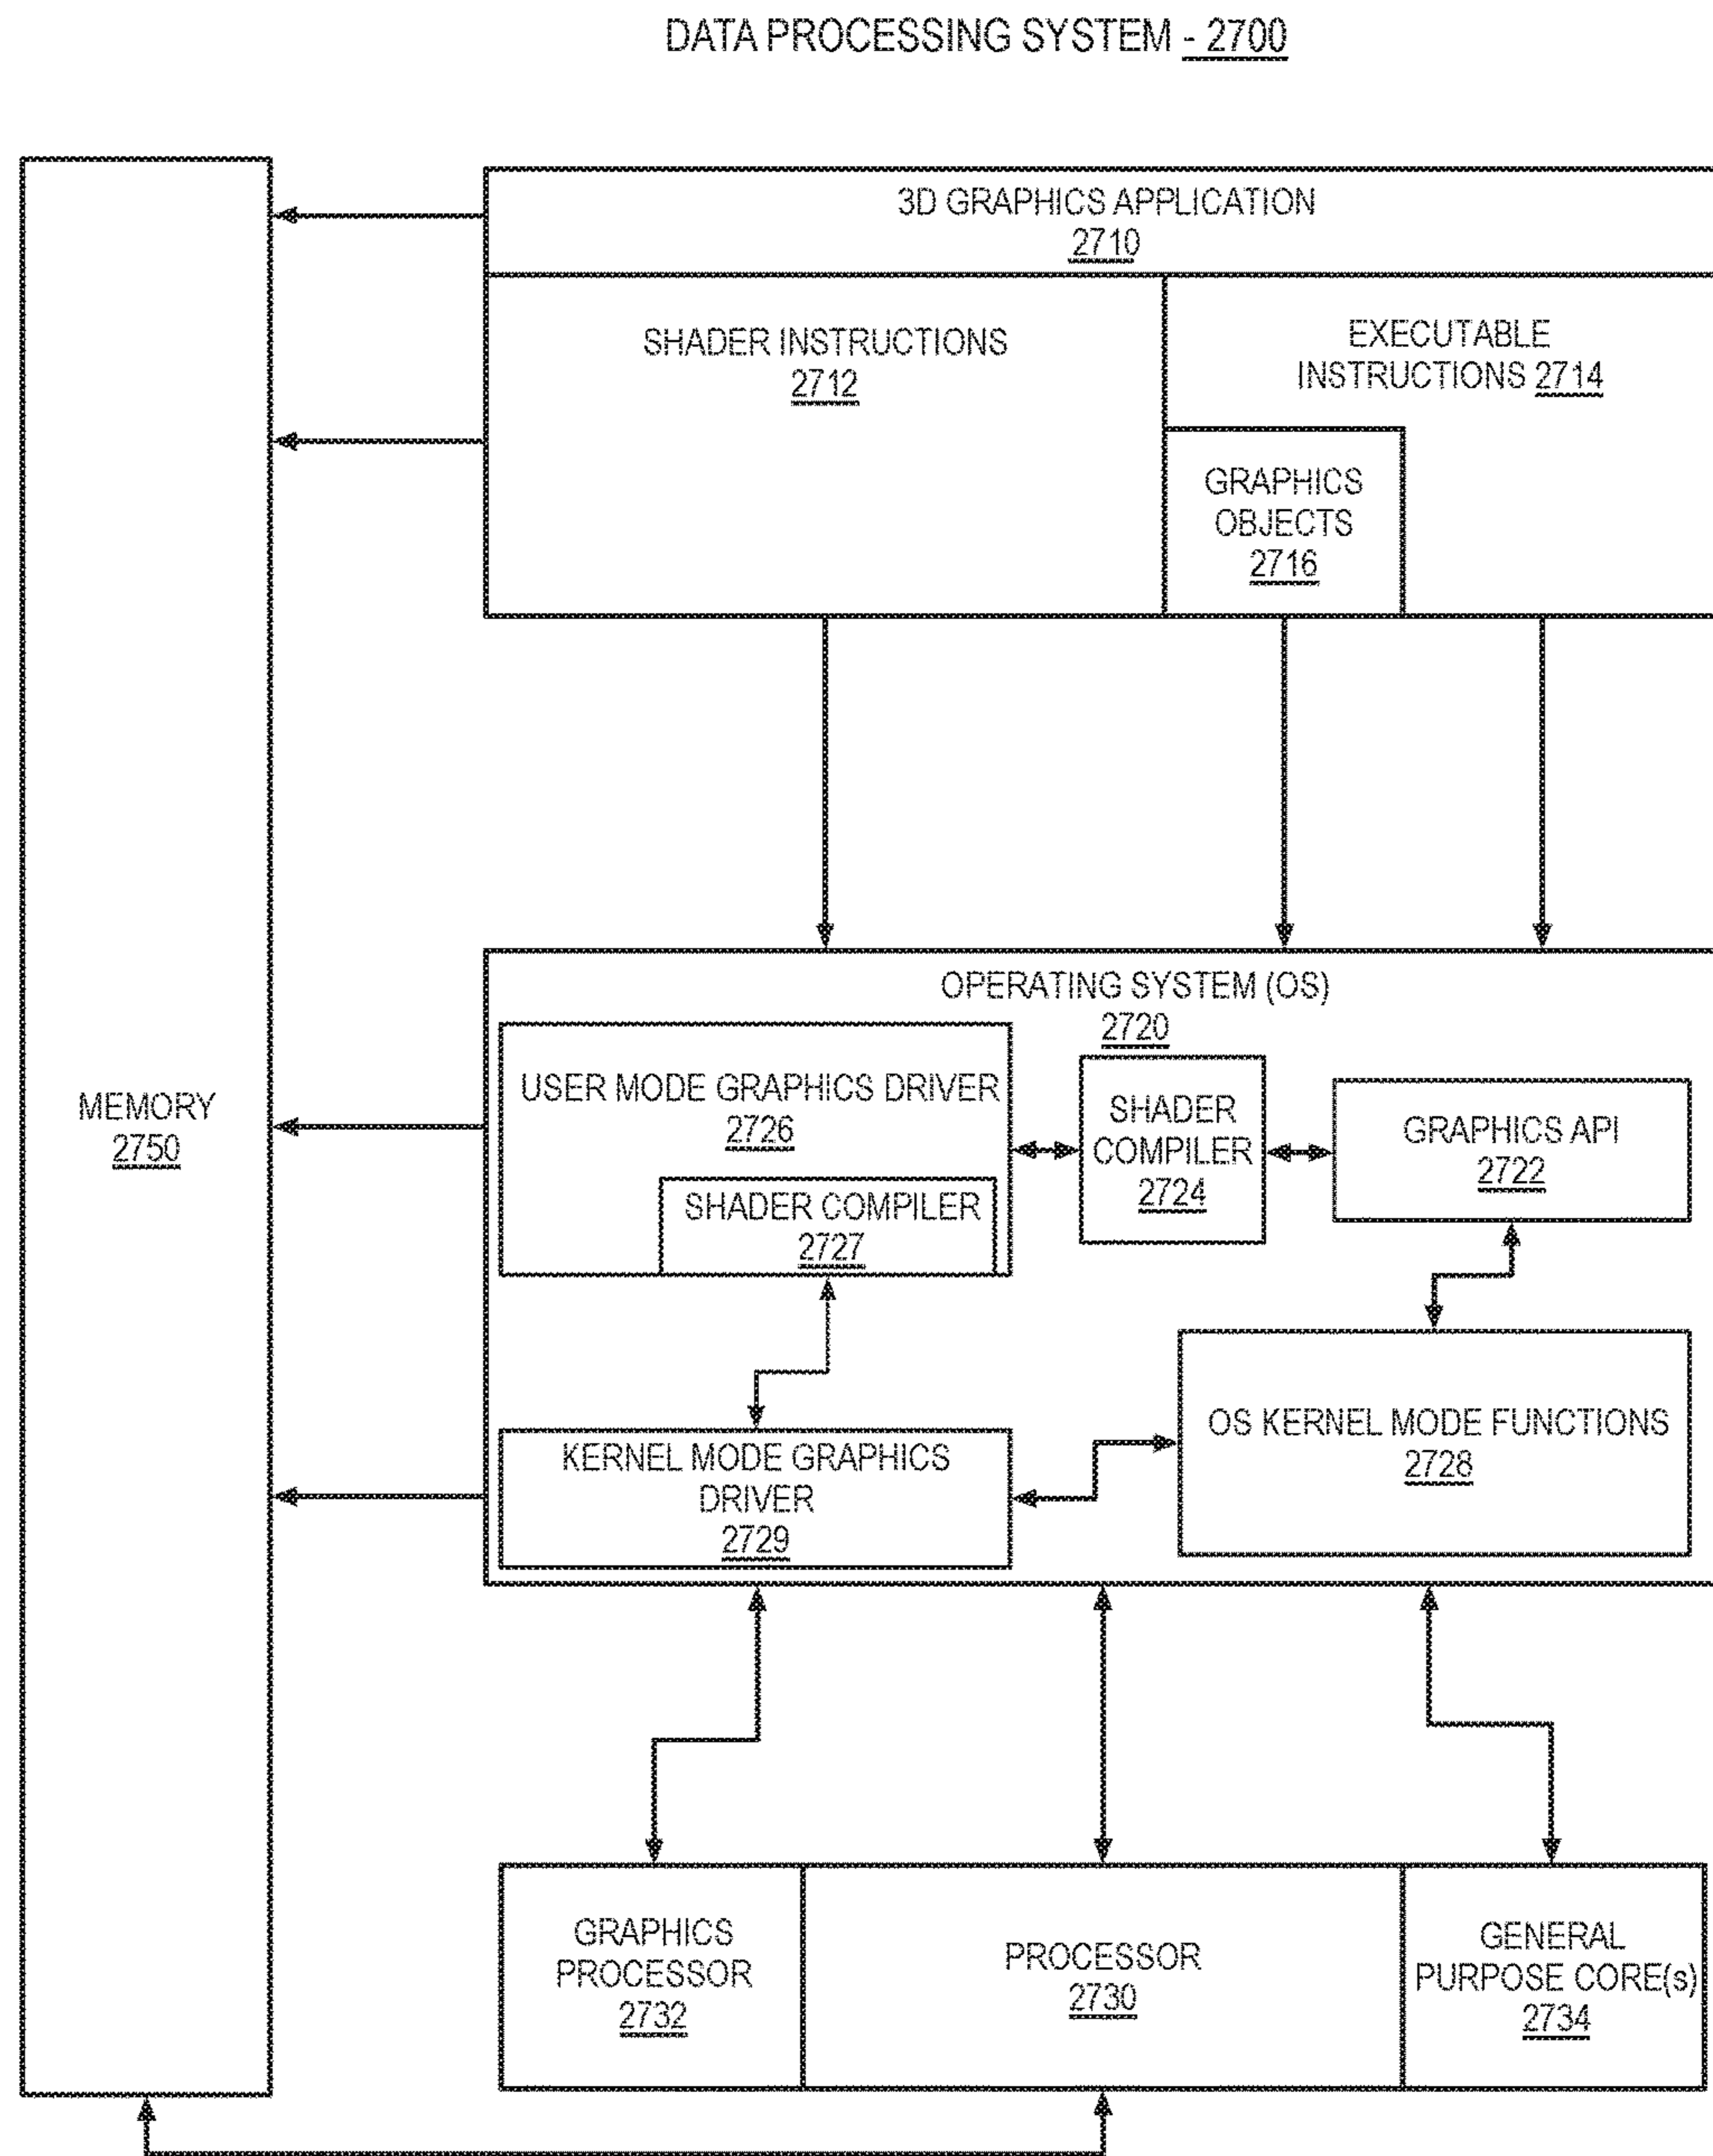 DATA PROCESSING SYSTEM - 2700
3D GRAPHICS APPLICATION
2710
SHADER INSTRUCTIONS
2712
EXECUTABLE
INSTRUCTIONS 2714
GRAPHICS
OBJECTS
2716
MEMORY
2750
OPERATING SYSTEM (OS)
2720
USER MODE GRAPHICS DRIVER
2726
SHADER COMPILER
2727
SHADER
COMPILER
2724
GRAPHICS API
2722
KERNEL MODE GRAPHICS
DRIVER
2729
OS KERNEL MODE FUNCTIONS
2728
GRAPHICS
PROCESSOR
2732
PROCESSOR
2730
GENERAL
PURPOSE CORE(s)
2734